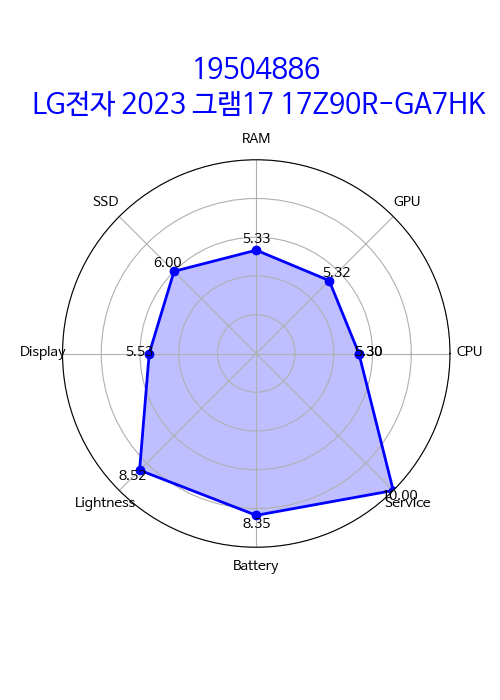 19504886
LG전자 2023 그램17 17Z90R-GA7HK
RAM
SSD
GPU
5.33
6.00
5.32
Display
5.53
5.30
CPU
8.52
10.00
Lightness
Service
8.35
Battery